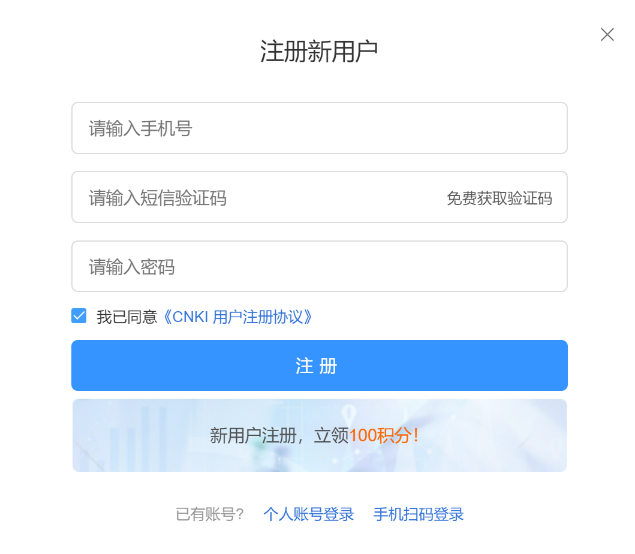 注册新用户
请输入手机号
请输入短信验证码 免费获取验证码
请输入密码
我已同意《CNKI 用户注册协议》
注 册
新用户注册，立领100积分！
已有账号? 个人账号登录 手机扫码登录